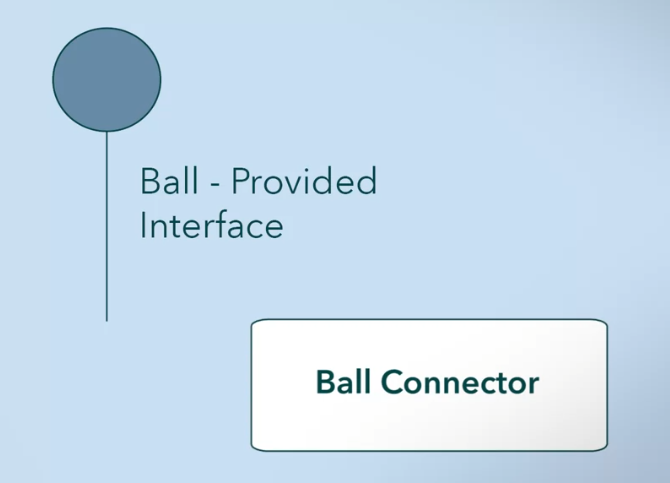 Ball - Provided
Interface
Ball Connector